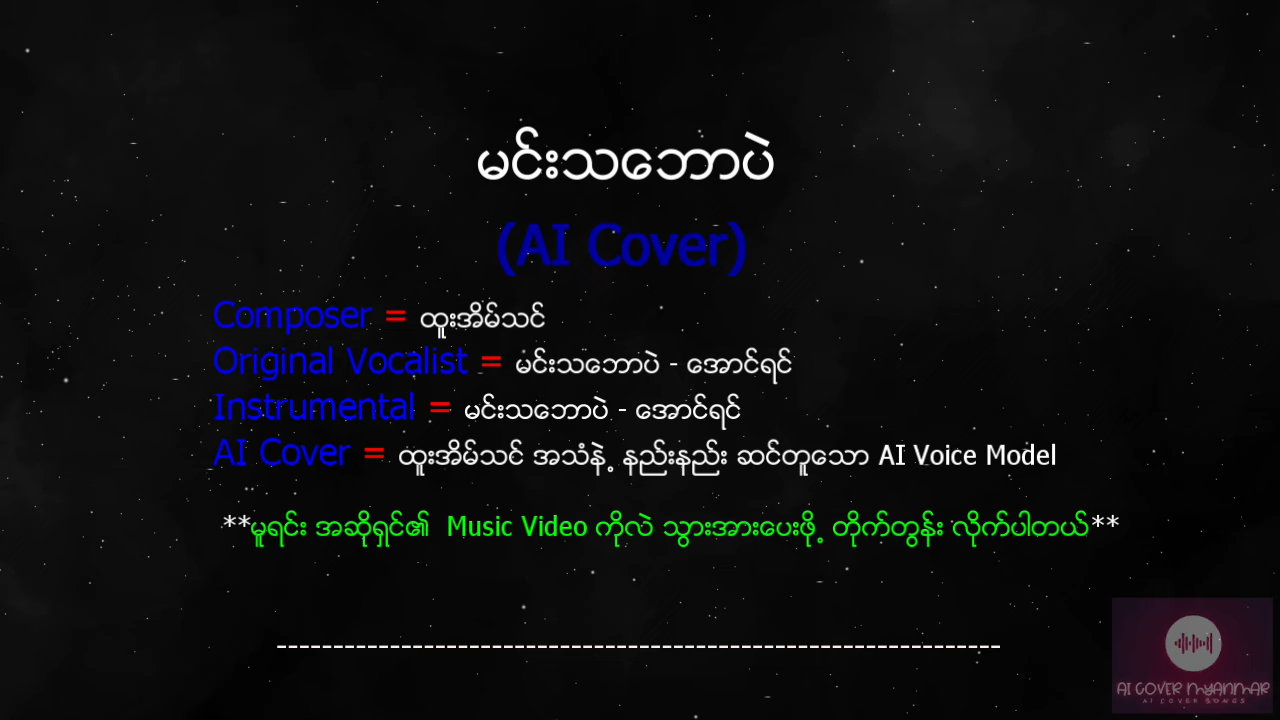 မင်းသဘောပဲ
(AI Cover)
Composer = ထူးအိမ်သင်
Original Vocalist = မင်းသဘောပဲ - အောင်ရင်
Instrumental = မင်းသဘောပဲ - အောင်ရင်
AI Cover = ထူးအိမ်သင် အသံနဲ့ နည်းနည်း ဆင်တူသော AI Voice Model
**မူရင်း အဆိုရှင်၏ Music Video ကိုလဲ သွားအားပေးဖို့ တိုက်တွန်း လိုက်ပါတယ်**
----------------------------------------------------------------
AI COVER MYANMAR
AI COVER SONGS